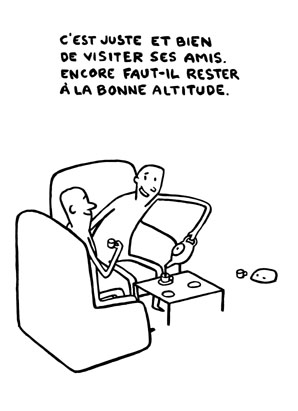 C'EST JUSTE ET BIEN
DE VISITER SES AMIS.
ENCORE FAUT-IL RESTER
À LA BONNE ALTITUDE.